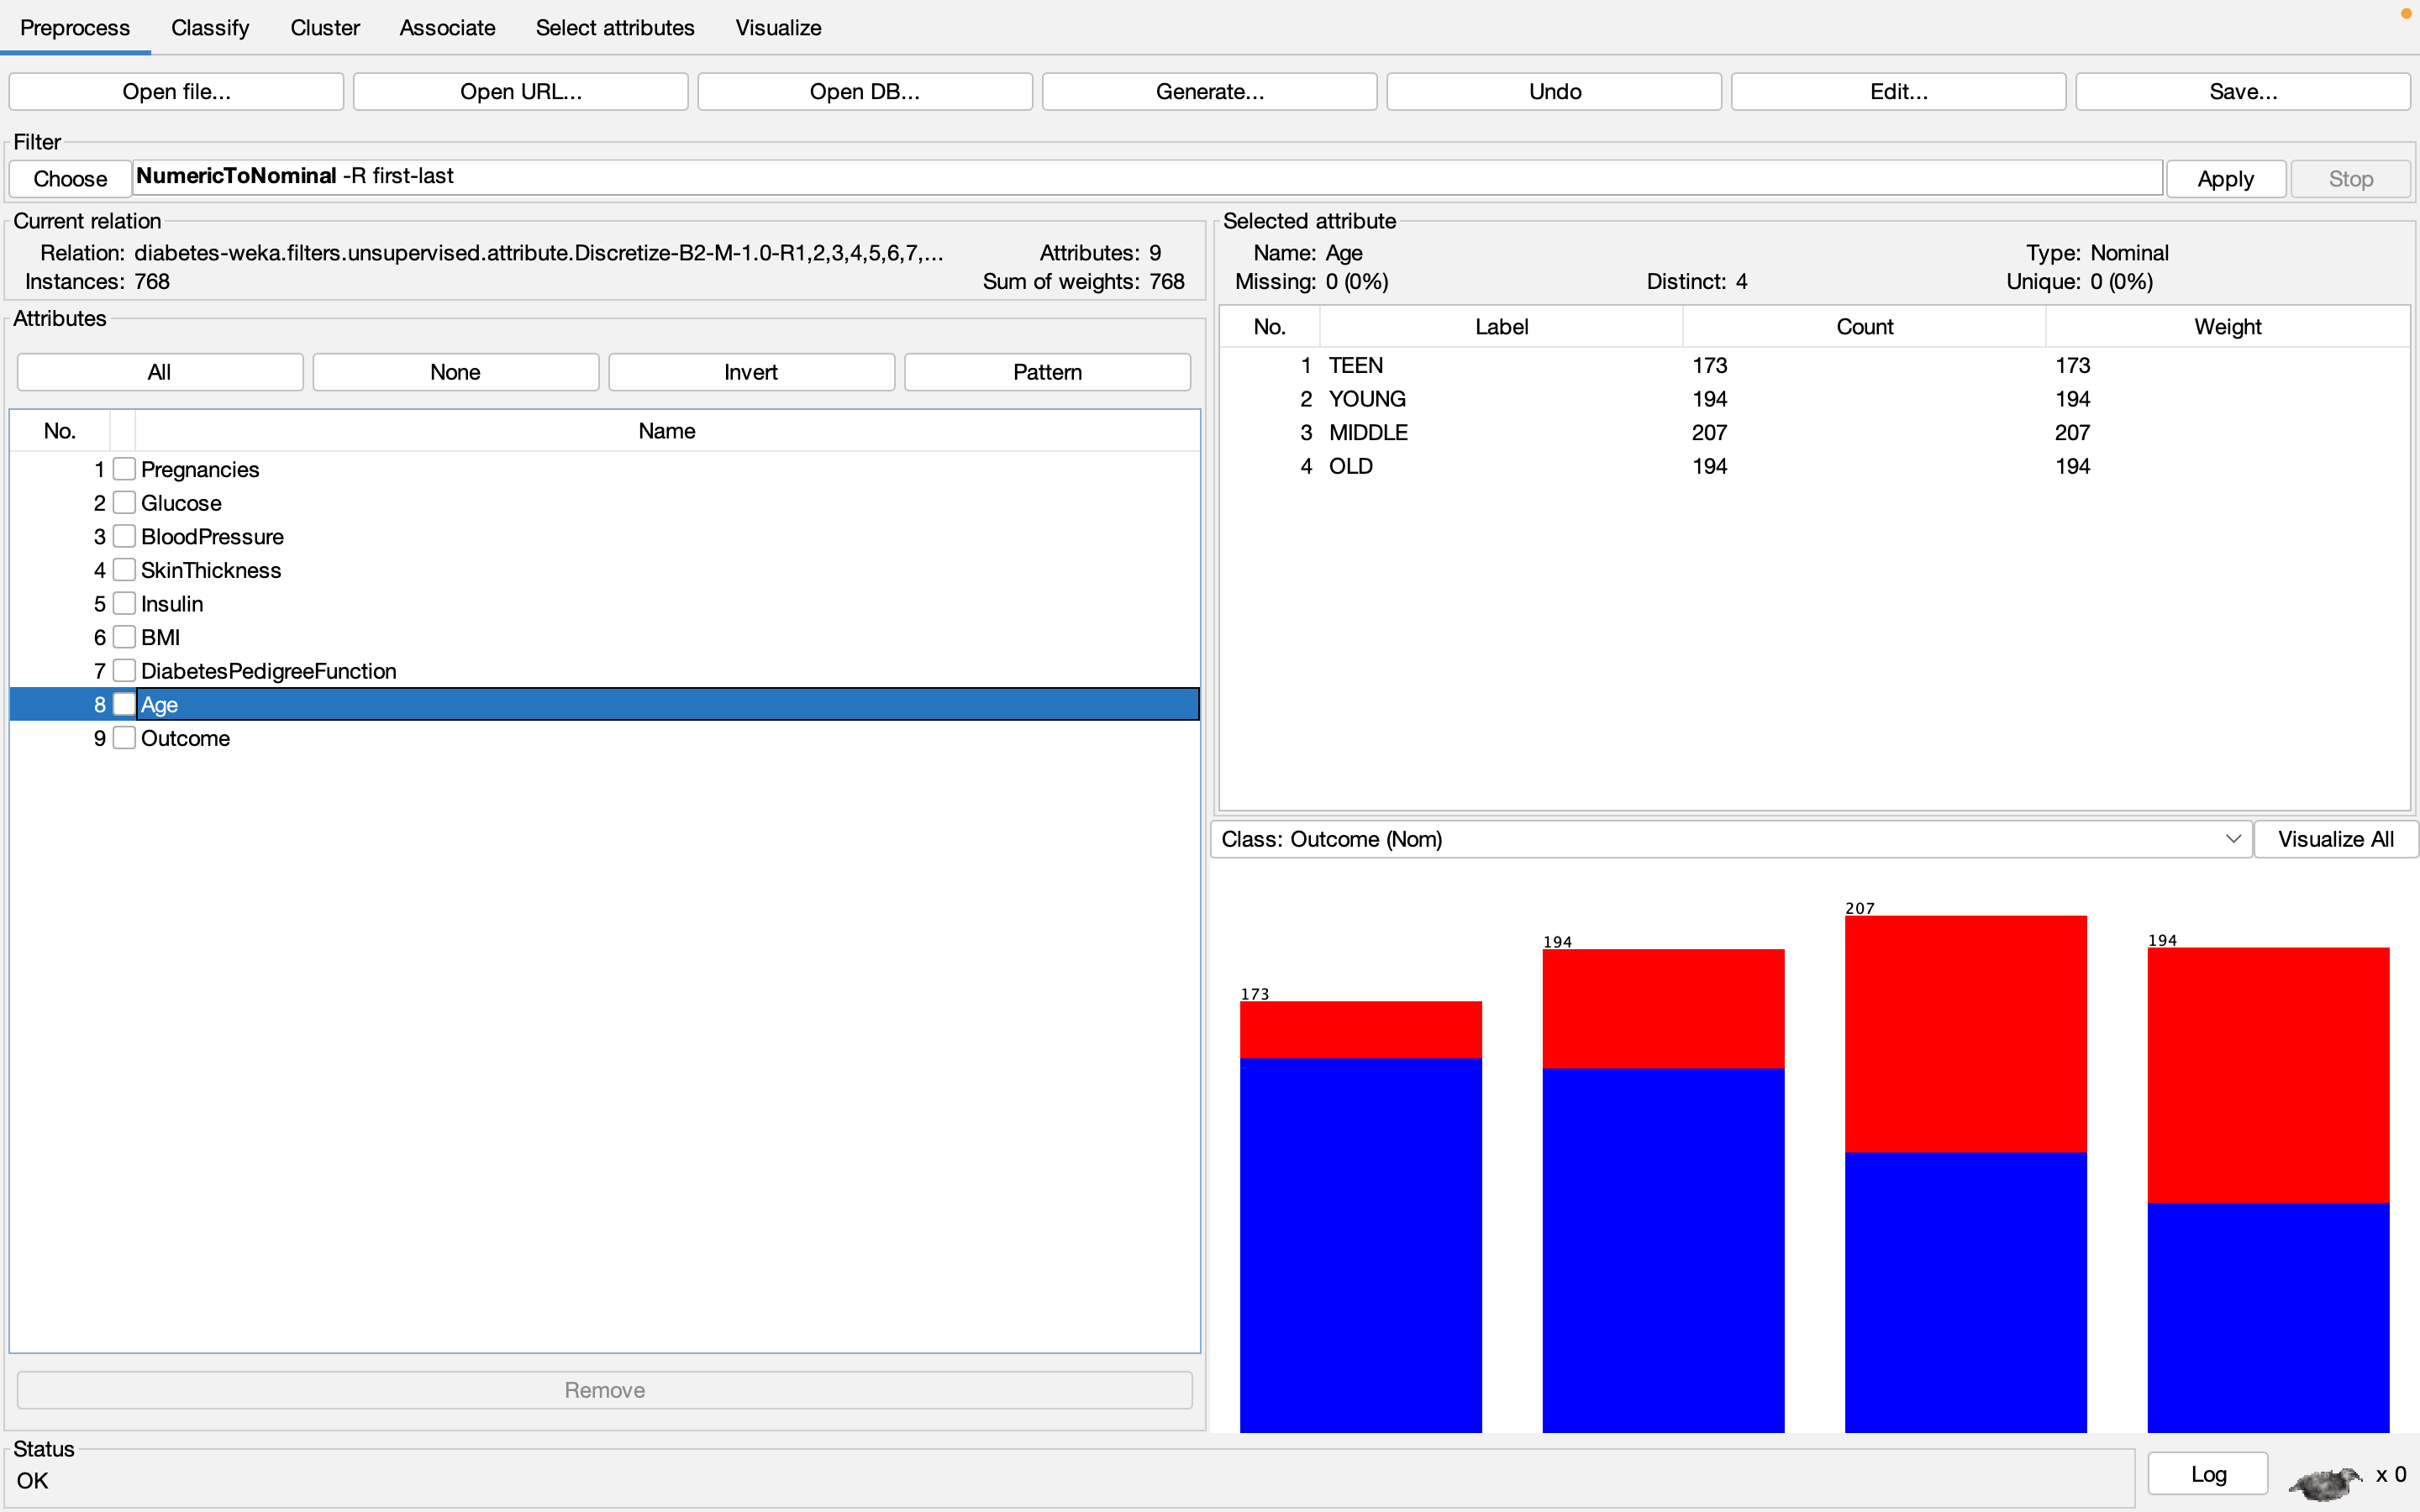 Preprocess Classify Cluster Associate Select attributes Visualize
Open file... Open URL... Open DB... Generate... Undo Edit... Save...
Filter
Choose NumericToNominal -R first-last Apply Stop
Current relation
Relation: diabetes-weka.filters.unsupervised.attribute.Discretize-B2-M-1.0-R1,2,3,4,5,6,7,... Attributes: 9
Instances: 768 Sum of weights: 768
Attributes
All None Invert Pattern
No. Name
1 Pregnancies
2 Glucose
3 BloodPressure
4 SkinThickness
5 Insulin
6 BMI
7 DiabetesPedigreeFunction
8 Age
9 Outcome
Remove
Selected attribute
Name: Age Type: Nominal
Missing: 0 (0%) Distinct: 4 Unique: 0 (0%)
No. Label Count Weight
1 TEEN 173 173
2 YOUNG 194 194
3 MIDDLE 207 207
4 OLD 194 194
Class: Outcome (Nom) Visualize All
173 194 207 194
Status
OK
Log x 0